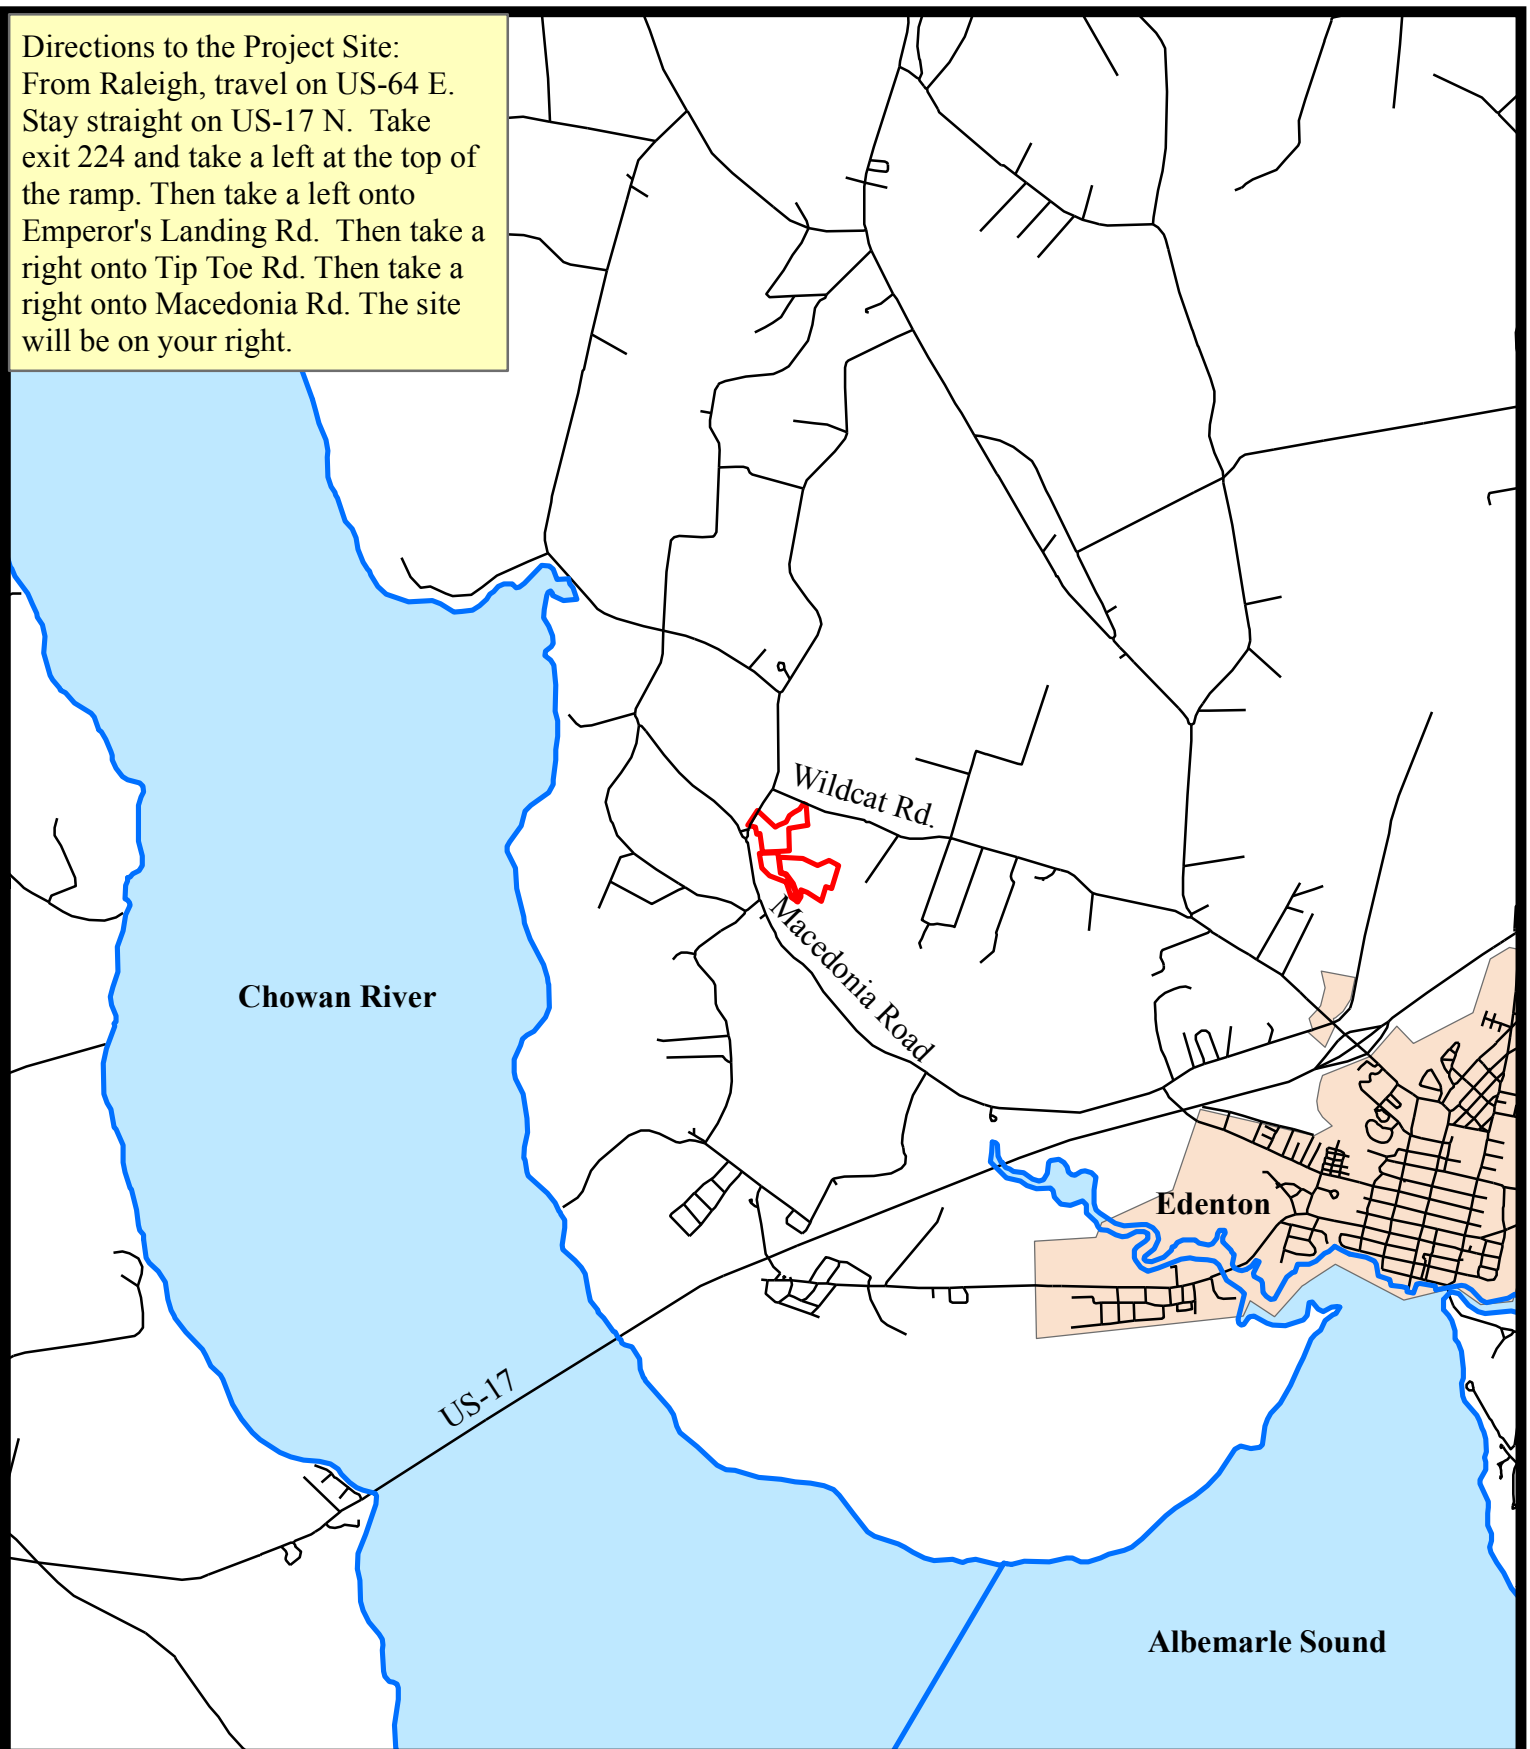 Directions to the Project Site:
From Raleigh, travel on US-64 E.
Stay straight on US-17 N.  Take
exit 224 and take a left at the top of
the ramp. Then take a left onto
Emperor's Landing Rd.  Then take a
right onto Tip Toe Rd. Then take a
right onto Macedonia Rd. The site
will be on your right.
Wildcat Rd.
Macedonia Road
Chowan River
Edenton
US-17
Albemarle Sound